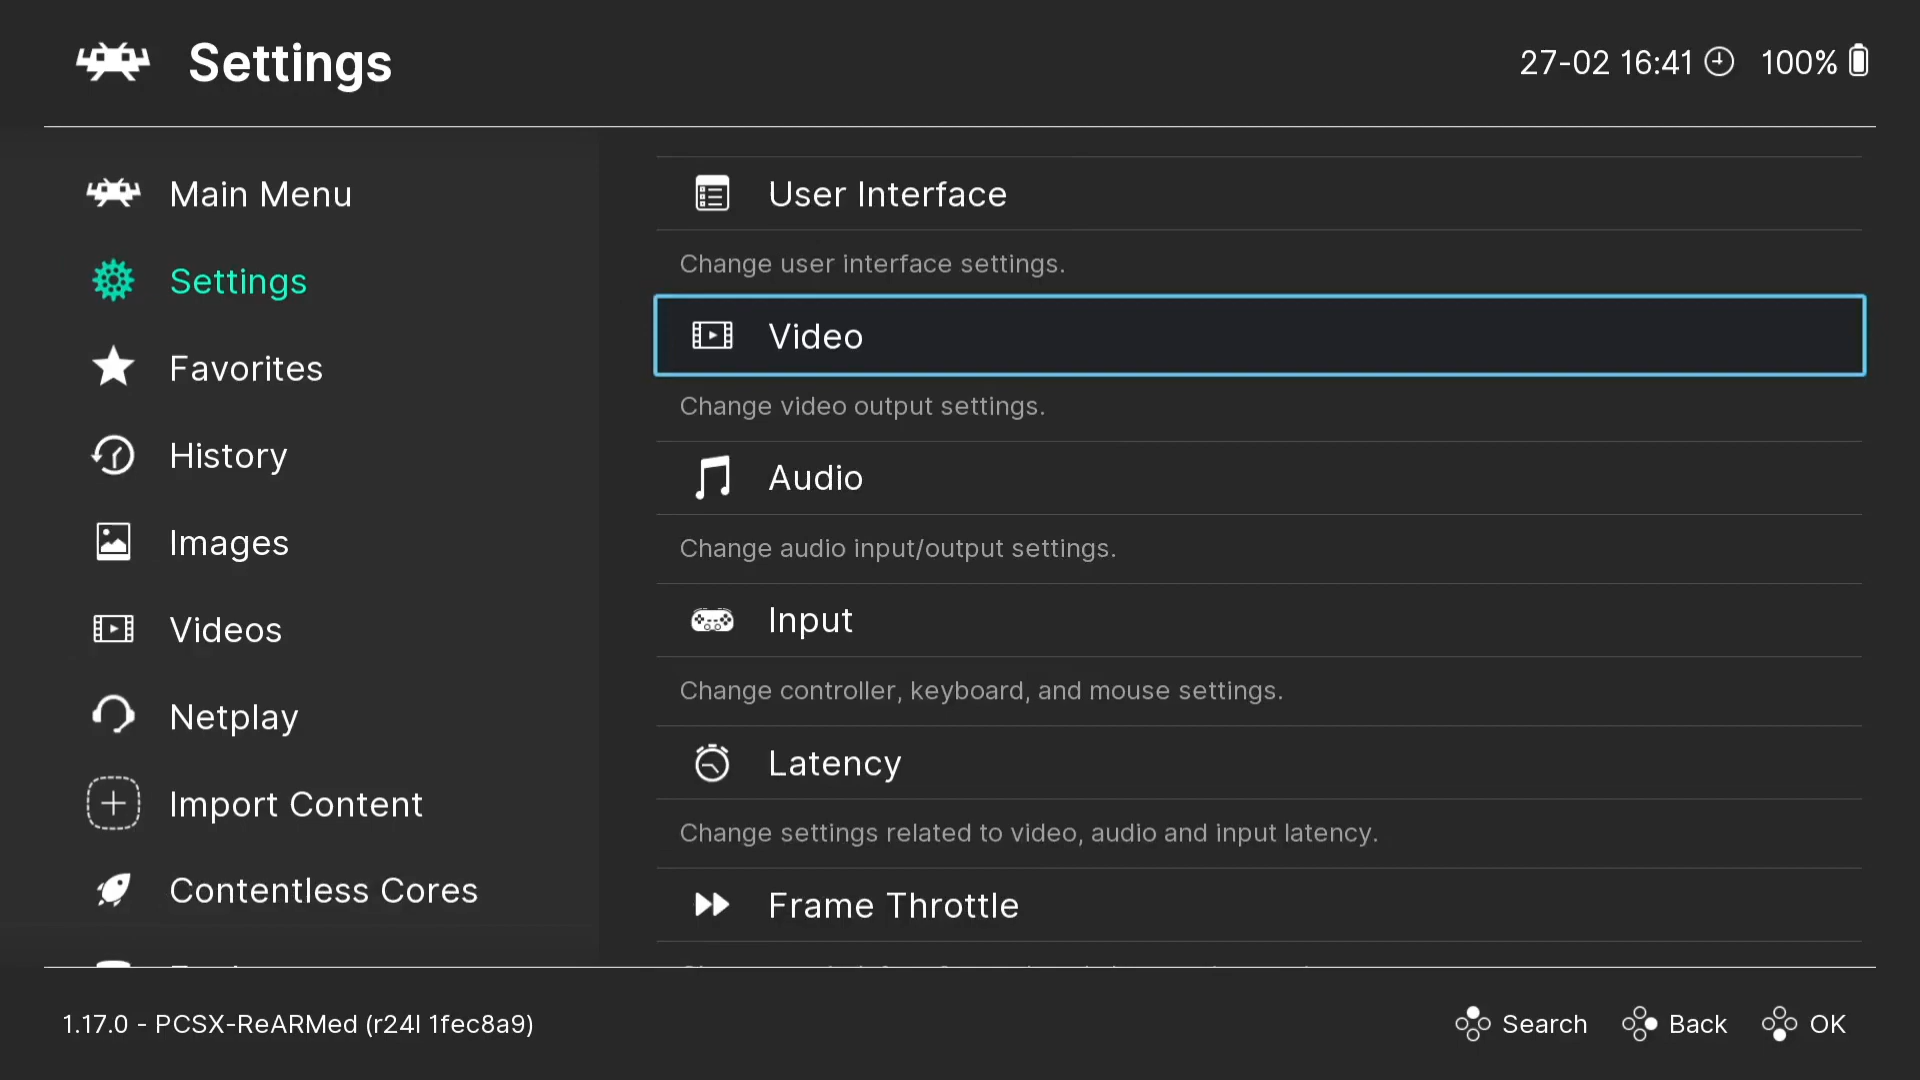 Settings
27-02 16:41 100%
Main Menu
Settings
Favorites
History
Images
Videos
Netplay
Import Content
Contentless Cores
User Interface
Change user interface settings.
Video
Change video output settings.
Audio
Change audio input/output settings.
Input
Change controller, keyboard, and mouse settings.
Latency
Change settings related to video, audio and input latency.
Frame Throttle
1.17.0 - PCSX-ReARMed (r24l 1fec8a9)
Search Back OK